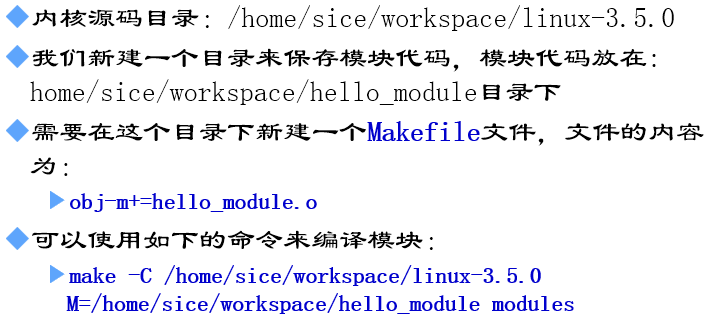 内核源码目录：/home/sice/workspace/linux-3.5.0
我们新建一个目录来保存模块代码，模块代码放在：
home/sice/workspace/hello_module目录下
需要在这个目录下新建一个Makefile文件，文件的内容
为：
obj-m+=hello_module.o
可以使用如下的命令来编译模块：
make -C /home/sice/workspace/linux-3.5.0
M=/home/sice/workspace/hello_module modules